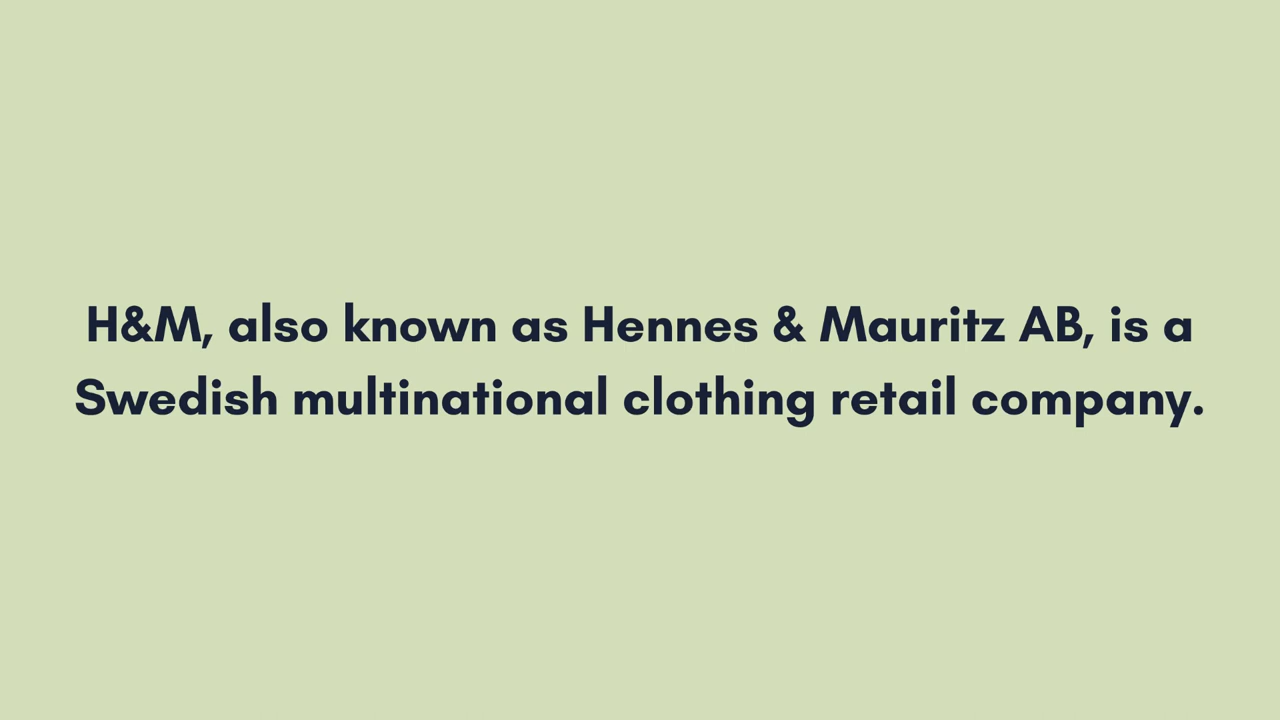 H&M, also known as Hennes & Mauritz AB, is a
Swedish multinational clothing retail company.